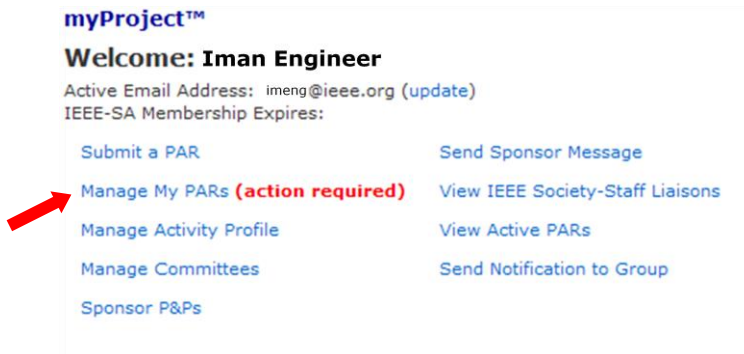 myProject™
Welcome: Iman Engineer
Active Email Address: imeng@ieee.org (update)
IEEE-SA Membership Expires:
Submit a PAR
Send Sponsor Message
Manage My PARs (action required)
View IEEE Society-Staff Liaisons
Manage Activity Profile
View Active PARs
Manage Committees
Send Notification to Group
Sponsor P&Ps